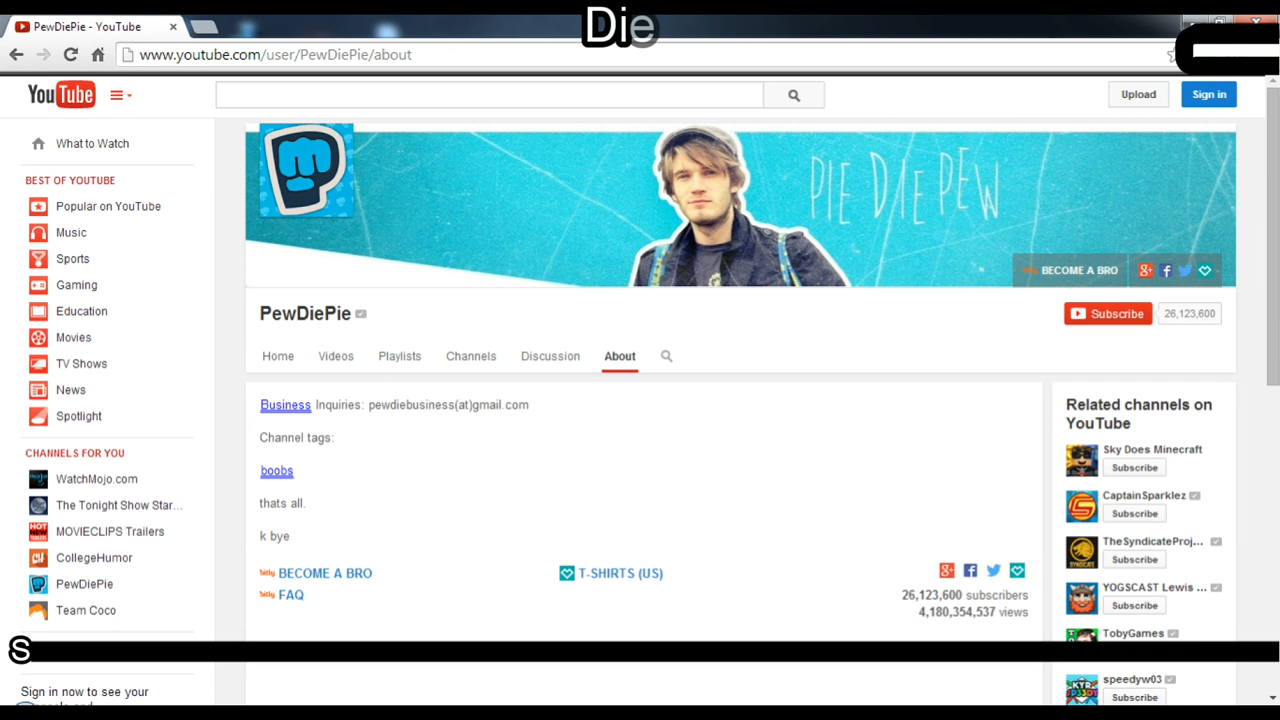 Die
PewDiePie - YouTube
www.youtube.com/user/PewDiePie/about
YouTube
Upload
Sign in
What to Watch
BEST OF YOUTUBE
Popular on YouTube
Music
Sports
Gaming
Education
Movies
TV Shows
News
Spotlight
CHANNELS FOR YOU
WatchMojo.com
The Tonight Show Star...
MOVIECLIPS Trailers
CollegeHumor
PewDiePie
Team Coco
Sign in now to see your
PIE DIE PEW
BECOME A BRO
PewDiePie
Subscribe 26,123,600
Home Videos Playlists Channels Discussion About
Business Inquiries: pewdiebusiness(at)gmail.com
Channel tags:
boobs
thats all.
k bye
BECOME A BRO
T-SHIRTS (US)
FAQ
26,123,600 subscribers
4,180,354,537 views
Related channels on
YouTube
Sky Does Minecraft
Subscribe
CaptainSparklez
Subscribe
TheSyndicateProj...
Subscribe
YOGSCAST Lewis ...
Subscribe
TobyGames
speedyw03
Subscribe
S